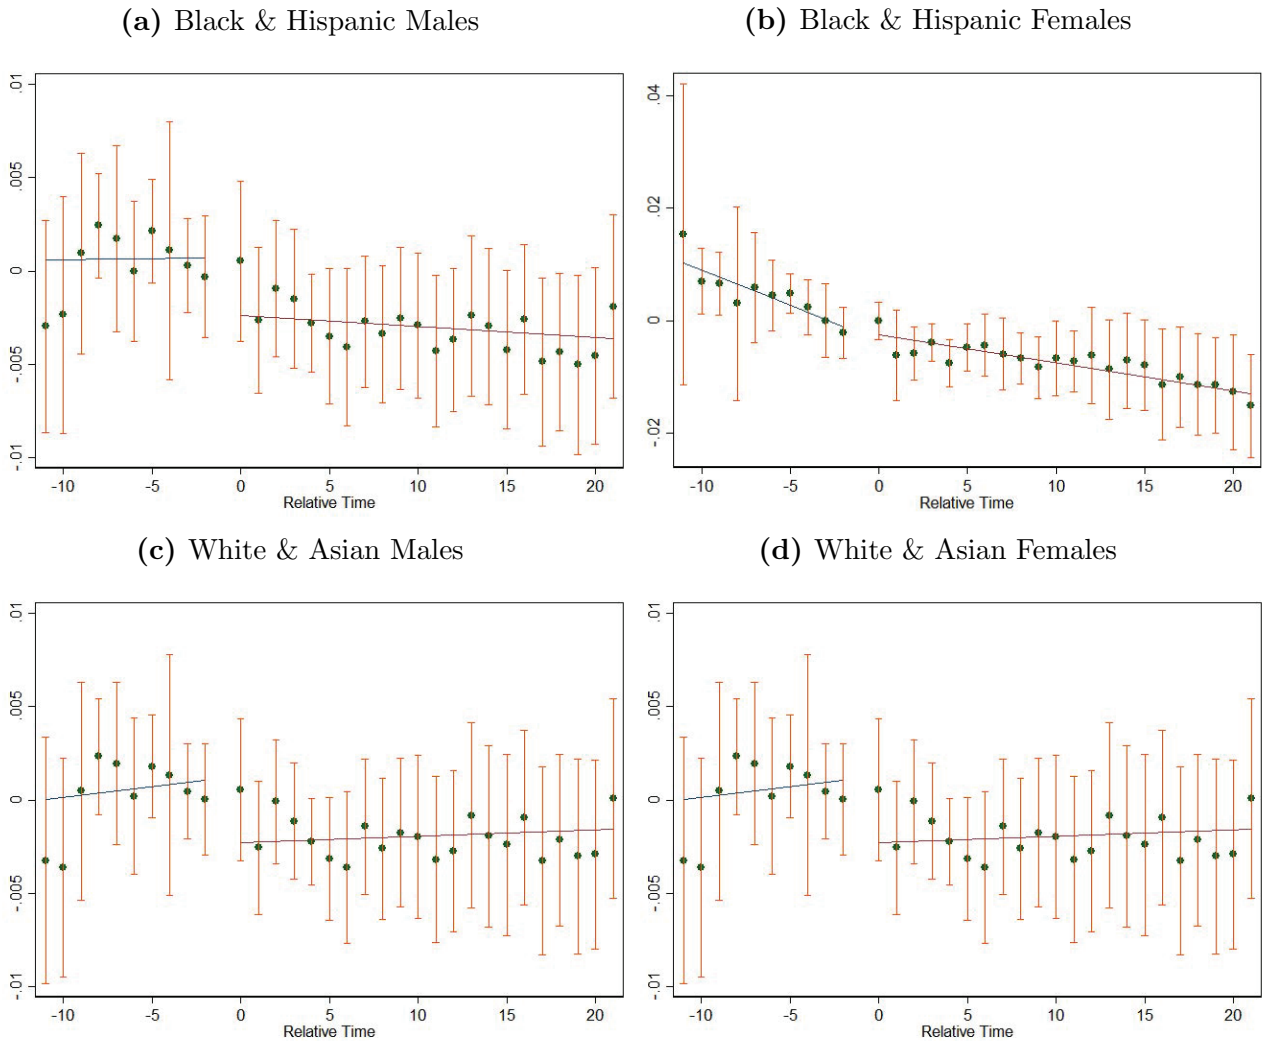 (a) Black & Hispanic Males
.01
.005
0
-.005
-.01
-10 -5 0 5 10 15 20
Relative Time
(b) Black & Hispanic Females
.04
.02
0
-.02
-10 -5 0 5 10 15 20
Relative Time
(c) White & Asian Males
.01
.005
0
-.005
-.01
-10 -5 0 5 10 15 20
Relative Time
(d) White & Asian Females
.01
.005
0
-.005
-.01
-10 -5 0 5 10 15 20
Relative Time